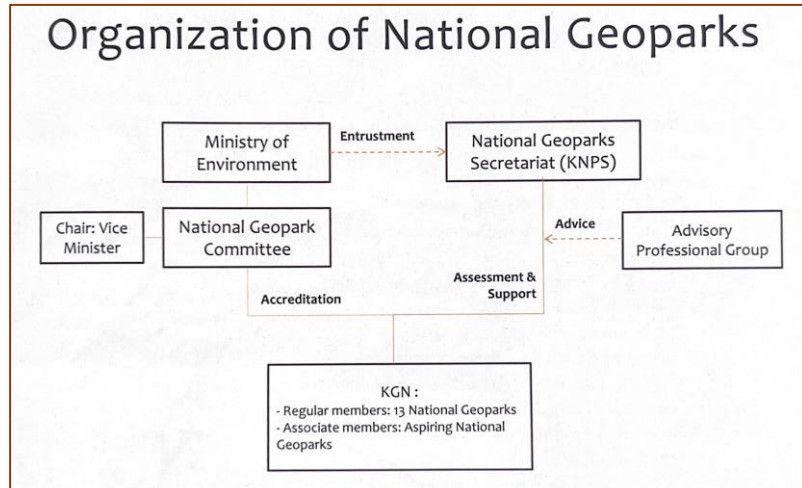 Organization of National Geoparks
Ministry of
Environment
Entrustment
National Geoparks
Secretariat (KNPS)
Chair: Vice
Minister
National Geopark
Committee
Advice
Advisory
Professional Group
Accreditation
Assessment &
Support
KGN :
- Regular members: 13 National Geoparks
- Associate members: Aspiring National
Geoparks